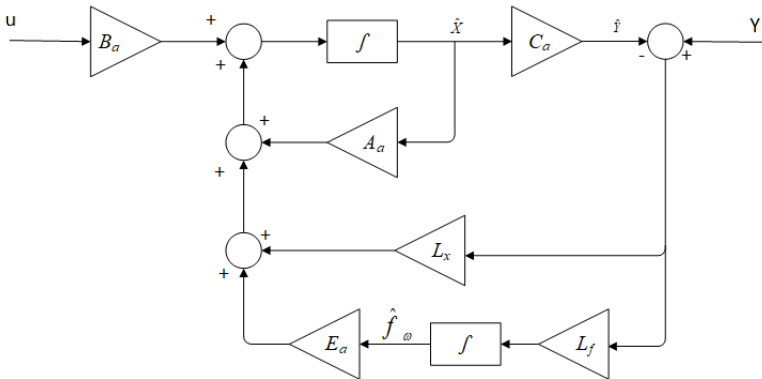 u
B_a
+
+
∫
X̂
C_a
Ŷ
-
+
Y
+
+
A_a
+
+
L_x
E_a
f̂_ω
∫
L_f